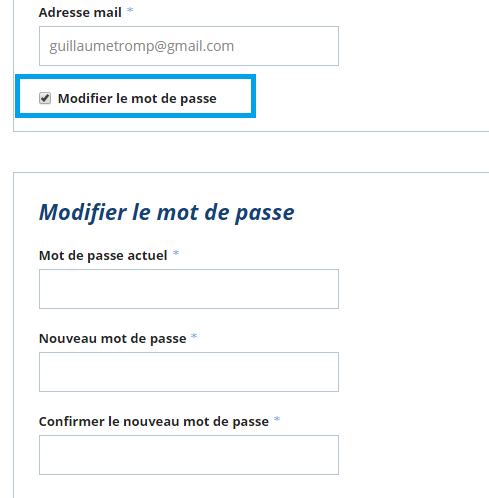 Adresse mail *
guillaumetromp@gmail.com
Modifier le mot de passe
Modifier le mot de passe
Mot de passe actuel *
Nouveau mot de passe *
Confirmer le nouveau mot de passe *